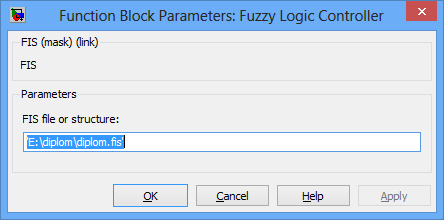 Function Block Parameters: Fuzzy Logic Controller
FIS (mask) (link)
FIS
Parameters
FIS file or structure:
'E:\diplom\diplom.fis'
OK Cancel Help Apply